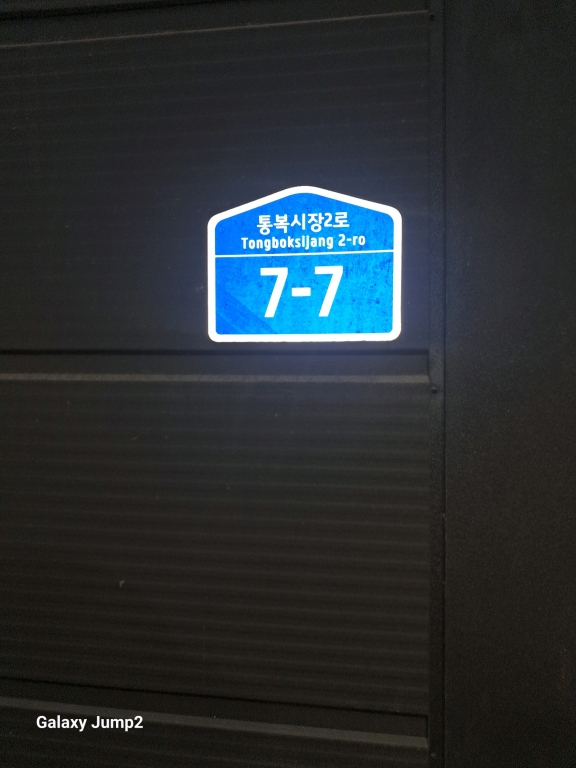 통복시장2로
Tongboksijang 2-ro
7-7
Galaxy Jump2